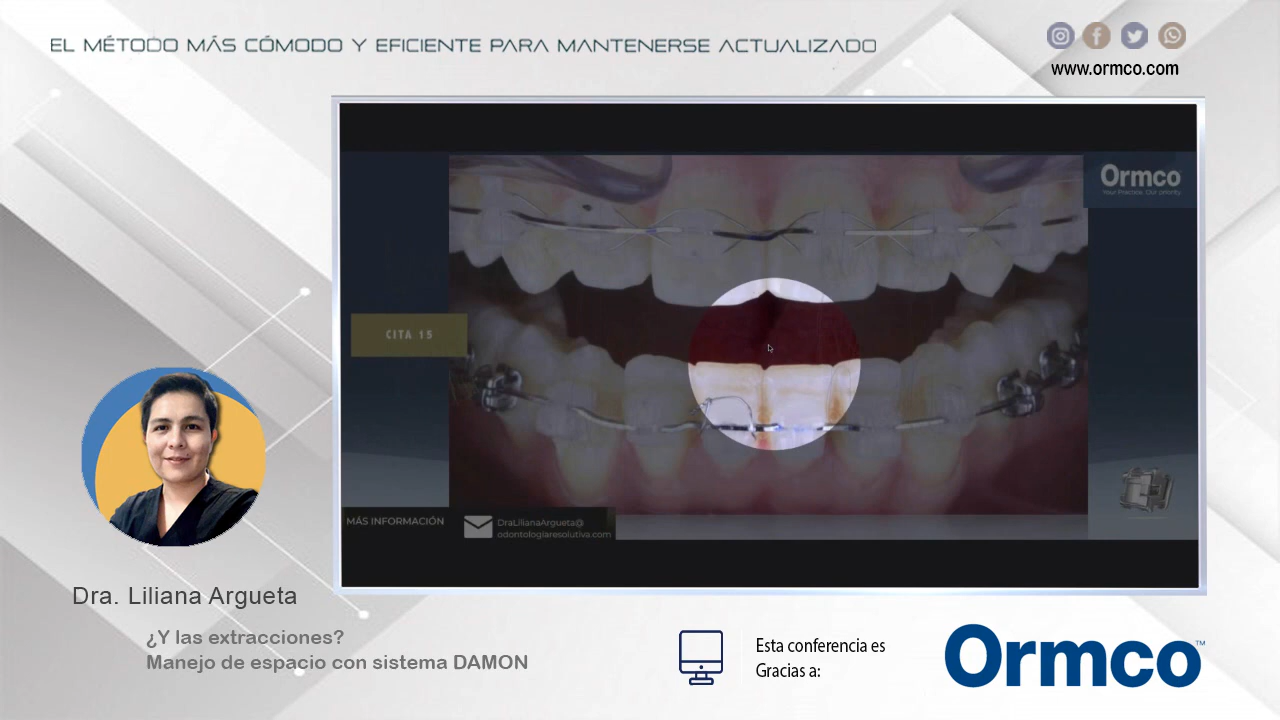 EL MÉTODO MÁS CÓMODO Y EFICIENTE PARA MANTENERSE ACTUALIZADO
www.ormco.com
Ormco
Your Practice. Our priority.
CITA 15
MÁS INFORMACIÓN
DraLilianaArgueta@
odontologiaresolutiva.com
Dra. Liliana Argueta
¿Y las extracciones?
Manejo de espacio con sistema DAMON
Esta conferencia es
Gracias a:
Ormco™